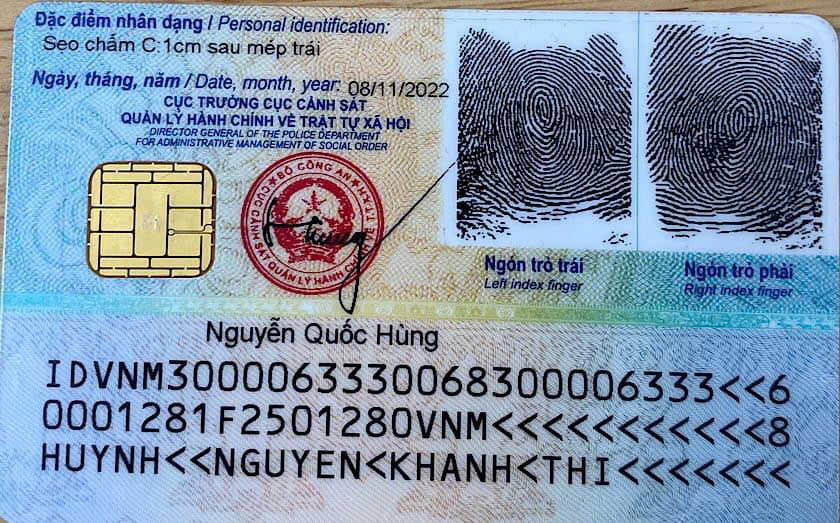 Đặc điểm nhân dạng / Personal identification:
Sẹo chấm C:1cm sau mép trái
Ngày, tháng, năm / Date, month, year: 08/11/2022
CỤC TRƯỞNG CỤC CẢNH SÁT
QUẢN LÝ HÀNH CHÍNH VỀ TRẬT TỰ XÃ HỘI
DIRECTOR GENERAL OF THE POLICE DEPARTMENT
FOR ADMINISTRATIVE MANAGEMENT OF SOCIAL ORDER
BỘ CÔNG AN
CỤC CẢNH SÁT QUẢN LÝ HÀNH
Ngón trỏ trái
Left index finger
Ngón trỏ phải
Right index finger
Nguyễn Quốc Hùng
IDVNM3000063330068300006333<<6
0001281F2501280VNM<<<<<<<<<<<8
HUYNH<<NGUYEN<KHANH<THI<<<<<<<